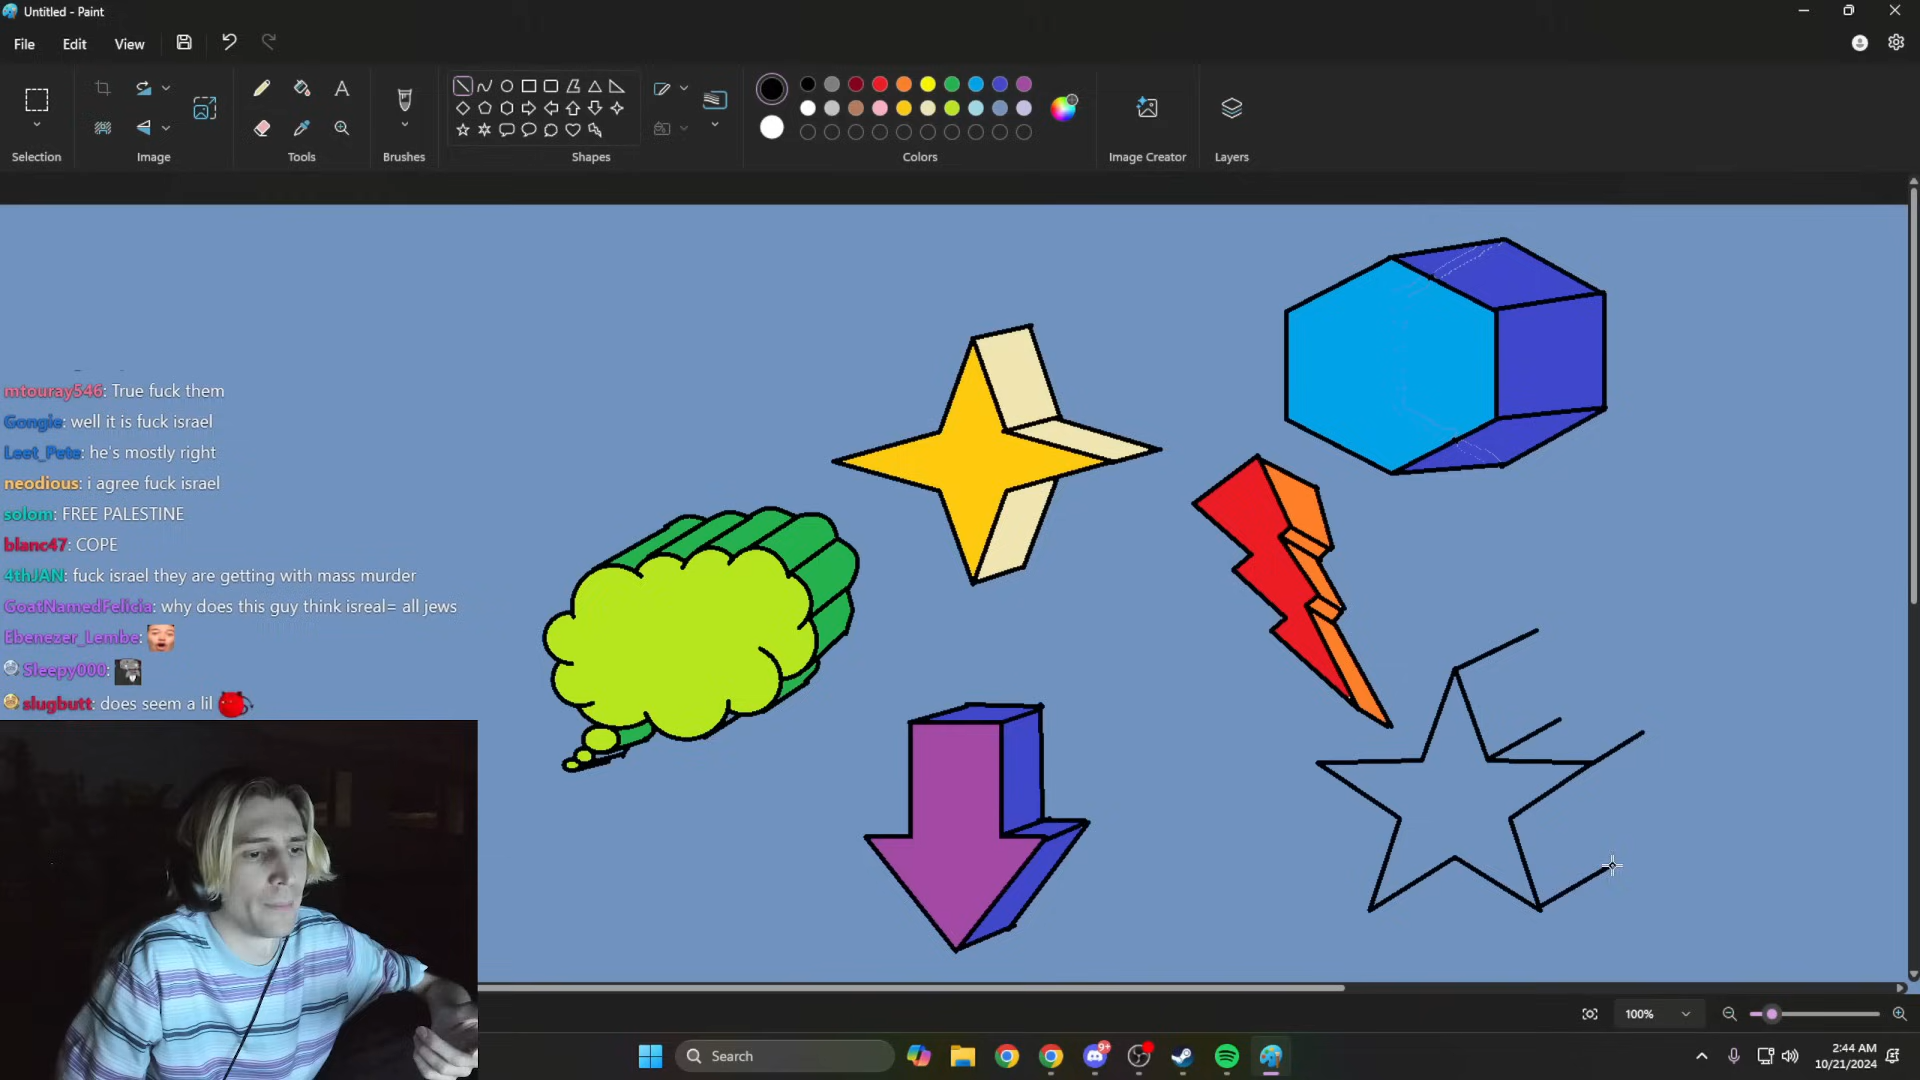 Untitled - Paint
File Edit View
Selection Image Tools Brushes Shapes Colors Image Creator Layers
mtouray546: True fuck them
Gongie: well it is fuck israel
Leet_Pete: he's mostly right
neodious: i agree fuck israel
solom: FREE PALESTINE
blanc47: COPE
4thJAN: fuck israel they are getting with mass murder
GoatNamedFelicia: why does this guy think isreal= all jews
Ebenezer_Lembe:
Sleepy000:
slugbutt: does seem a lil
100%
Search
9+
2:44 AM
10/21/2024